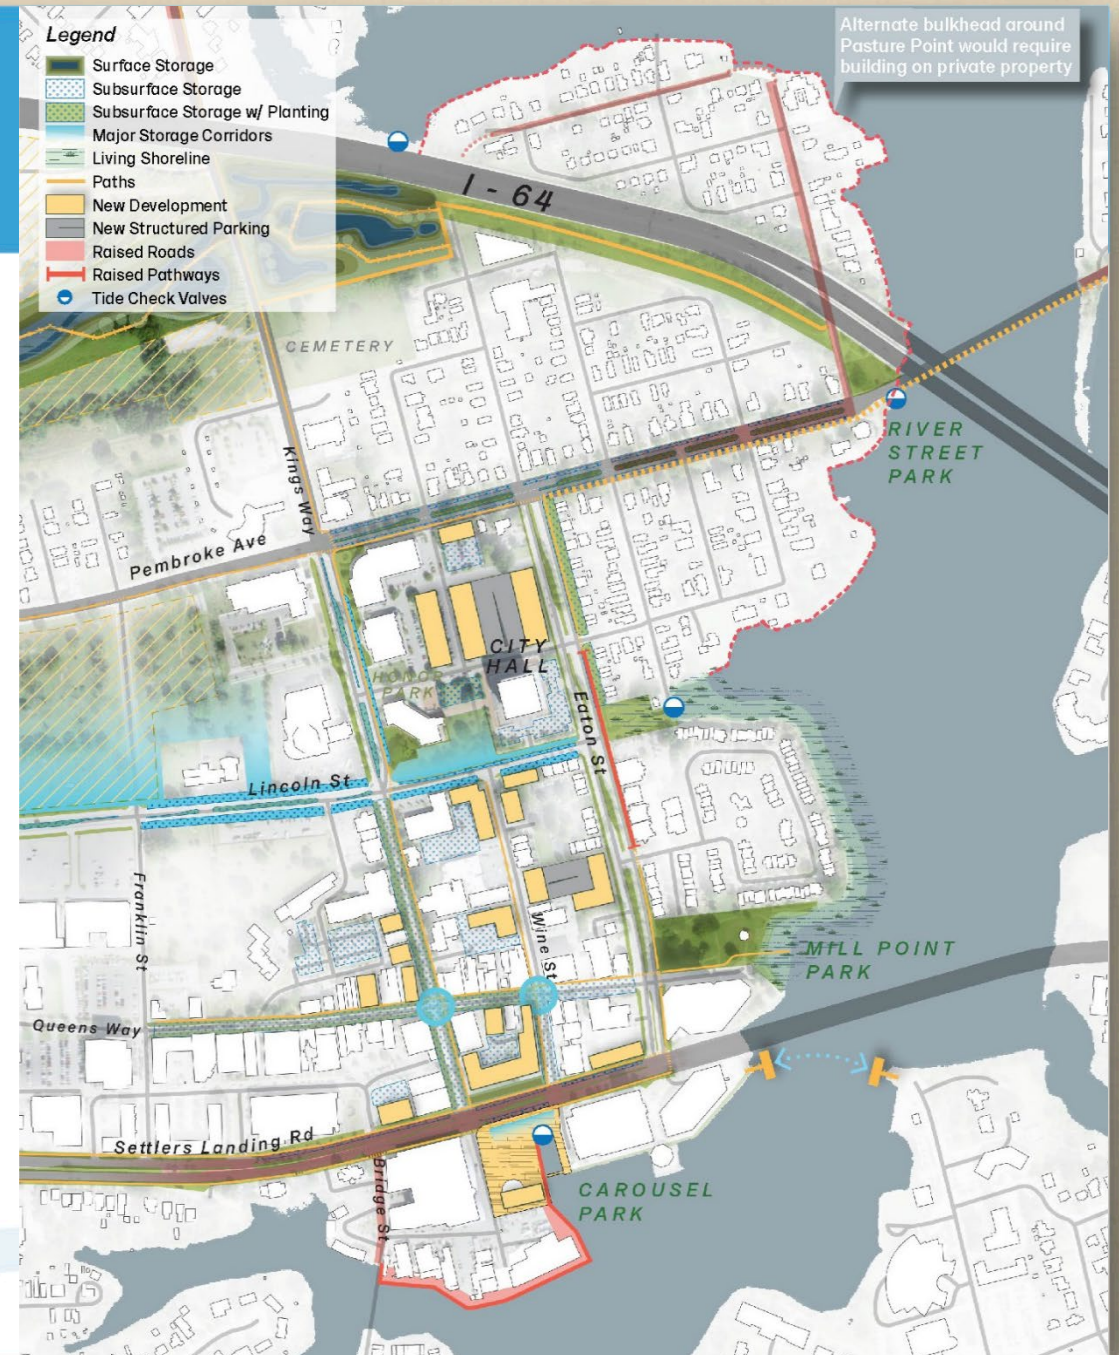 Legend
Surface Storage
Subsurface Storage
Subsurface Storage w/ Planting
Major Storage Corridors
Living Shoreline
Paths
New Development
New Structured Parking
Raised Roads
Raised Pathways
Tide Check Valves
Alternate bulkhead around
Pasture Point would require
building on private property
I - 64
CEMETERY
RIVER
STREET
PARK
Kings Way
Pembroke Ave
CITY
HALL
HONOR
PARK
Eaton St
Lincoln St
Franklin St
Wine St
MILL POINT
PARK
Queens Way
Settlers Landing Rd
Bridge St
CAROUSEL
PARK